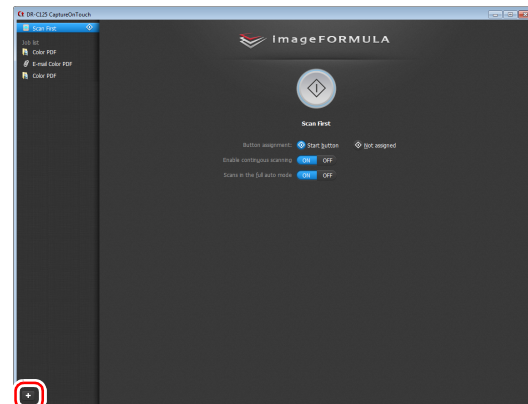 DR-C125 CaptureOnTouch
Scan First
Job list
Color PDF
E-mail Color PDF
Color PDF
imageFORMULA
Scan First
Button assignment: Start button Not assigned
Enable continuous scanning ON OFF
Scans in the full auto mode ON OFF